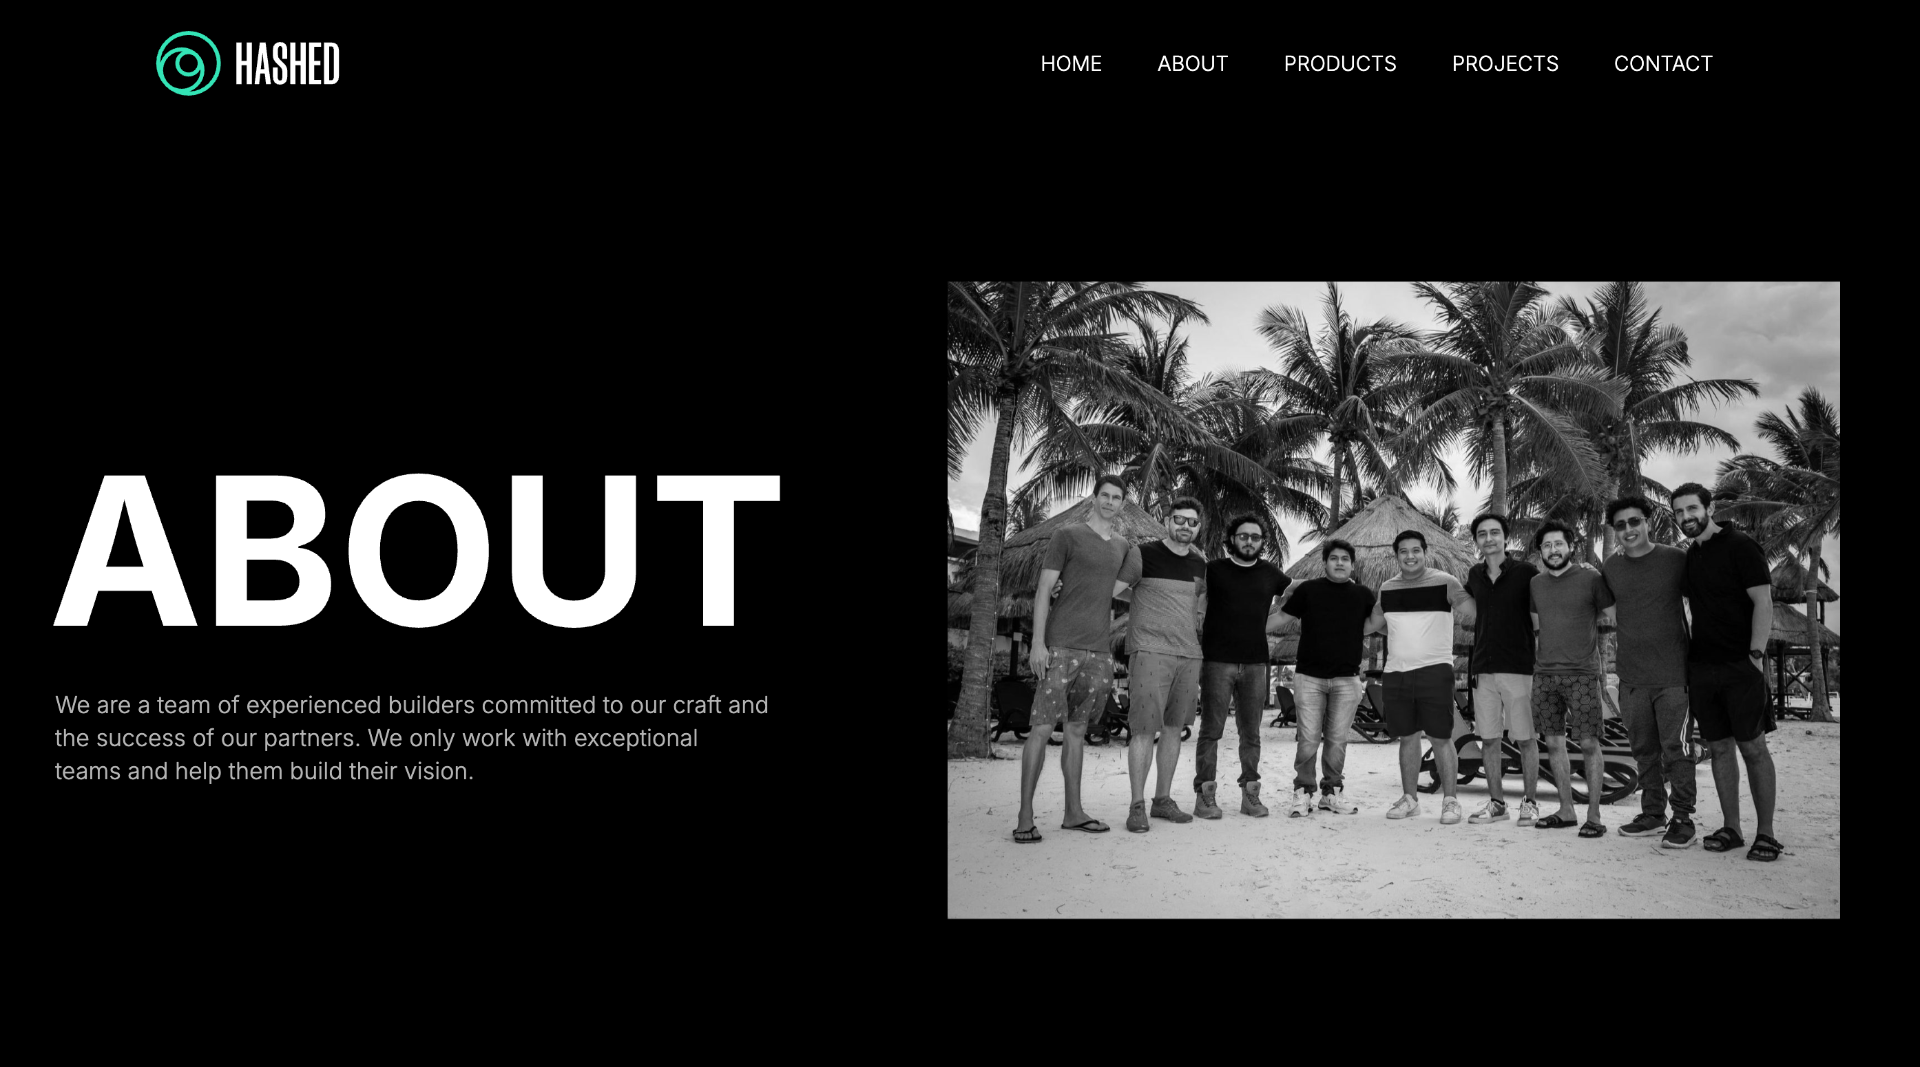 HASHED
HOME
ABOUT
PRODUCTS
PROJECTS
CONTACT
ABOUT
We are a team of experienced builders committed to our craft and
the success of our partners. We only work with exceptional
teams and help them build their vision.